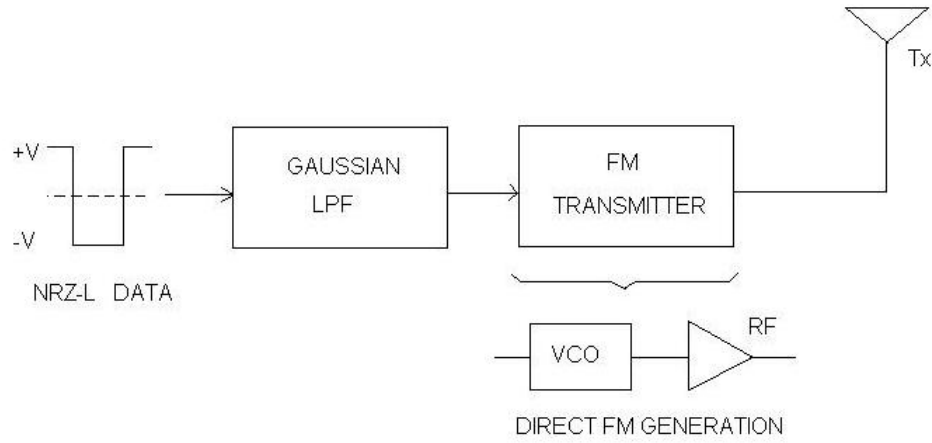 Tx
+V
GAUSSIAN
LPF
FM
TRANSMITTER
-V
NRZ-L DATA
VCO
RF
DIRECT FM GENERATION